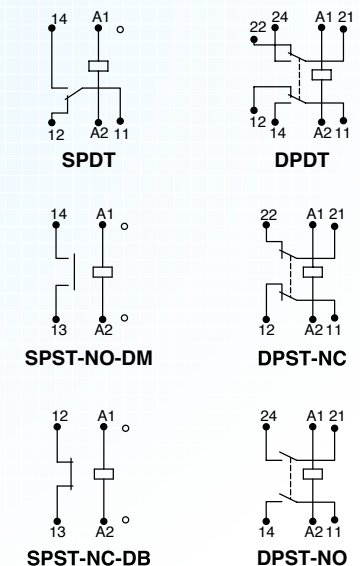 14 A1
12 A2 11
SPDT
24 A1 21
22
12 14 A2 11
DPDT
14 A1
13 A2
SPST-NO-DM
22 A1 21
12 A2 11
DPST-NC
12 A1
13 A2
SPST-NC-DB
24 A1 21
14 A2 11
DPST-NO